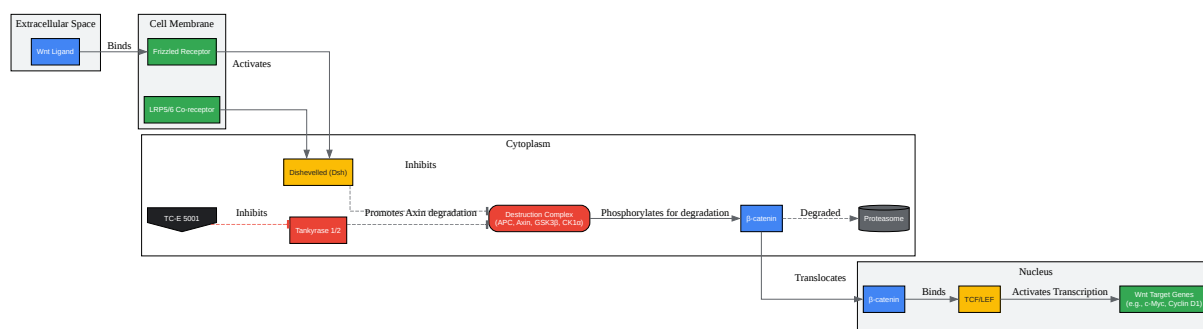 Extracellular Space
Cell Membrane
Wnt Ligand
Binds
Frizzled Receptor
Activates
LRP5/6 Co-receptor
Cytoplasm
Dishevelled (Dsh)
Inhibits
TC-E 5001
Inhibits
Tankyrase 1/2
Promotes Axin degradation
Destruction Complex
(APC, Axin, GSK3β, CK1α)
Phosphorylates for degradation
β-catenin
Degraded
Proteasome
Translocates
Nucleus
β-catenin
Binds
TCF/LEF
Activates Transcription
Wnt Target Genes
(e.g., c-Myc, Cyclin D1)